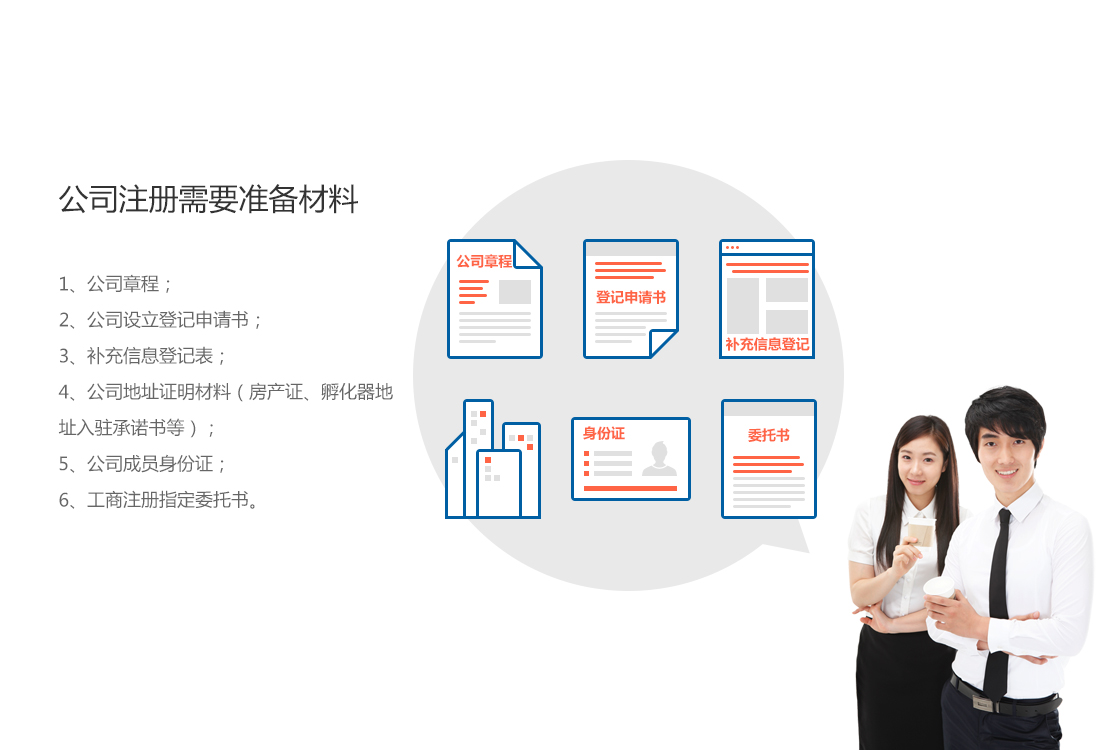 公司注册需要准备材料
1、公司章程；
2、公司设立登记申请书；
3、补充信息登记表；
4、公司地址证明材料（房产证、孵化器地
址入驻承诺书等）；
5、公司成员身份证；
6、工商注册指定委托书。
公司章程
登记申请书
补充信息登记
身份证
委托书